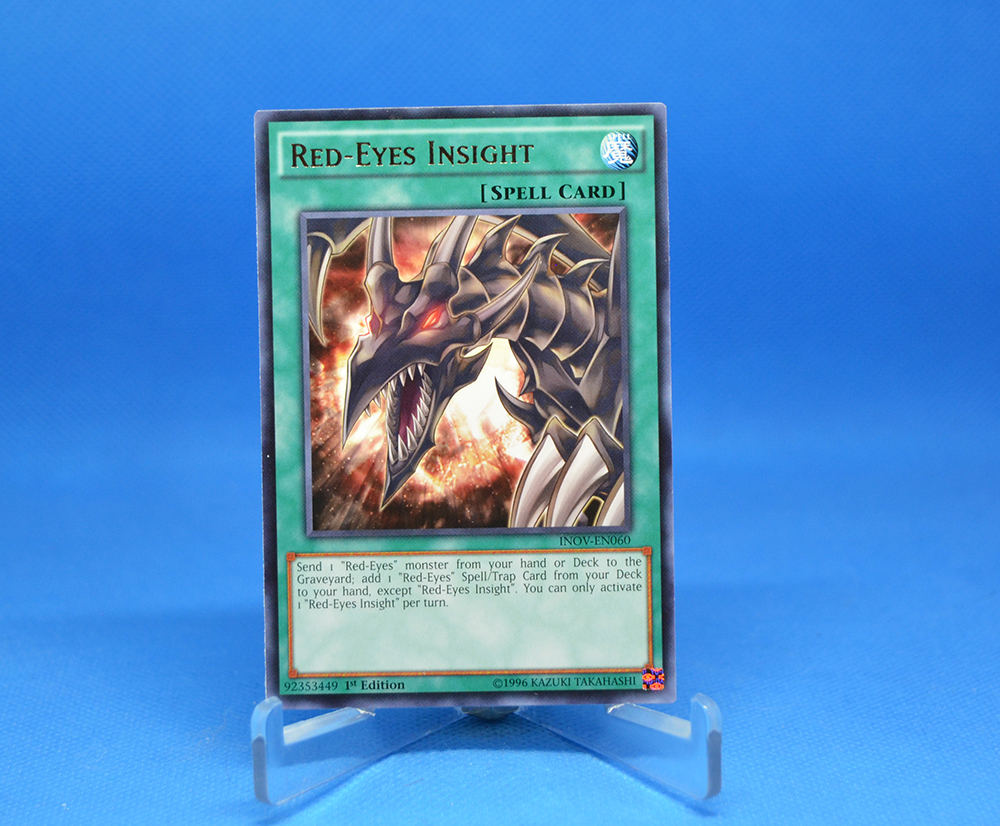 Red-Eyes Insight
[Spell Card]
INOV-EN060
Send 1 "Red-Eyes" monster from your hand or Deck to the
Graveyard; add 1 "Red-Eyes" Spell/Trap Card from your Deck
to your hand, except "Red-Eyes Insight". You can only activate
1 "Red-Eyes Insight" per turn.
92353449 1st Edition ©1996 KAZUKI TAKAHASHI